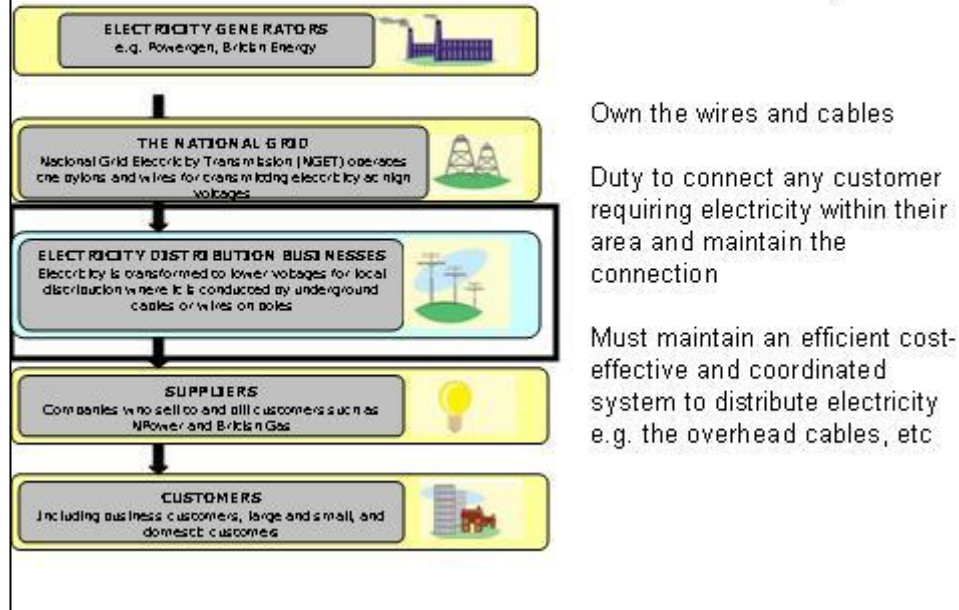 ELECTRICITY GENERATORS
e.g. Powergen, British Energy
THE NATIONAL GRID
National Grid Electricity Transmission (NGET) operates
the pylons and wires for transmitting electricity at high
voltages
ELECTRICITY DISTRIBUTION BUSINESSES
Electricity is transformed to lower voltages for local
distribution where it is conducted by underground
cables or wires on poles
SUPPLIERS
Companies who sell to and bill customers such as
NPower and British Gas
CUSTOMERS
Including business customers, large and small, and
domestic customers
Own the wires and cables
Duty to connect any customer
requiring electricity within their
area and maintain the
connection
Must maintain an efficient cost-
effective and coordinated
system to distribute electricity
e.g. the overhead cables, etc